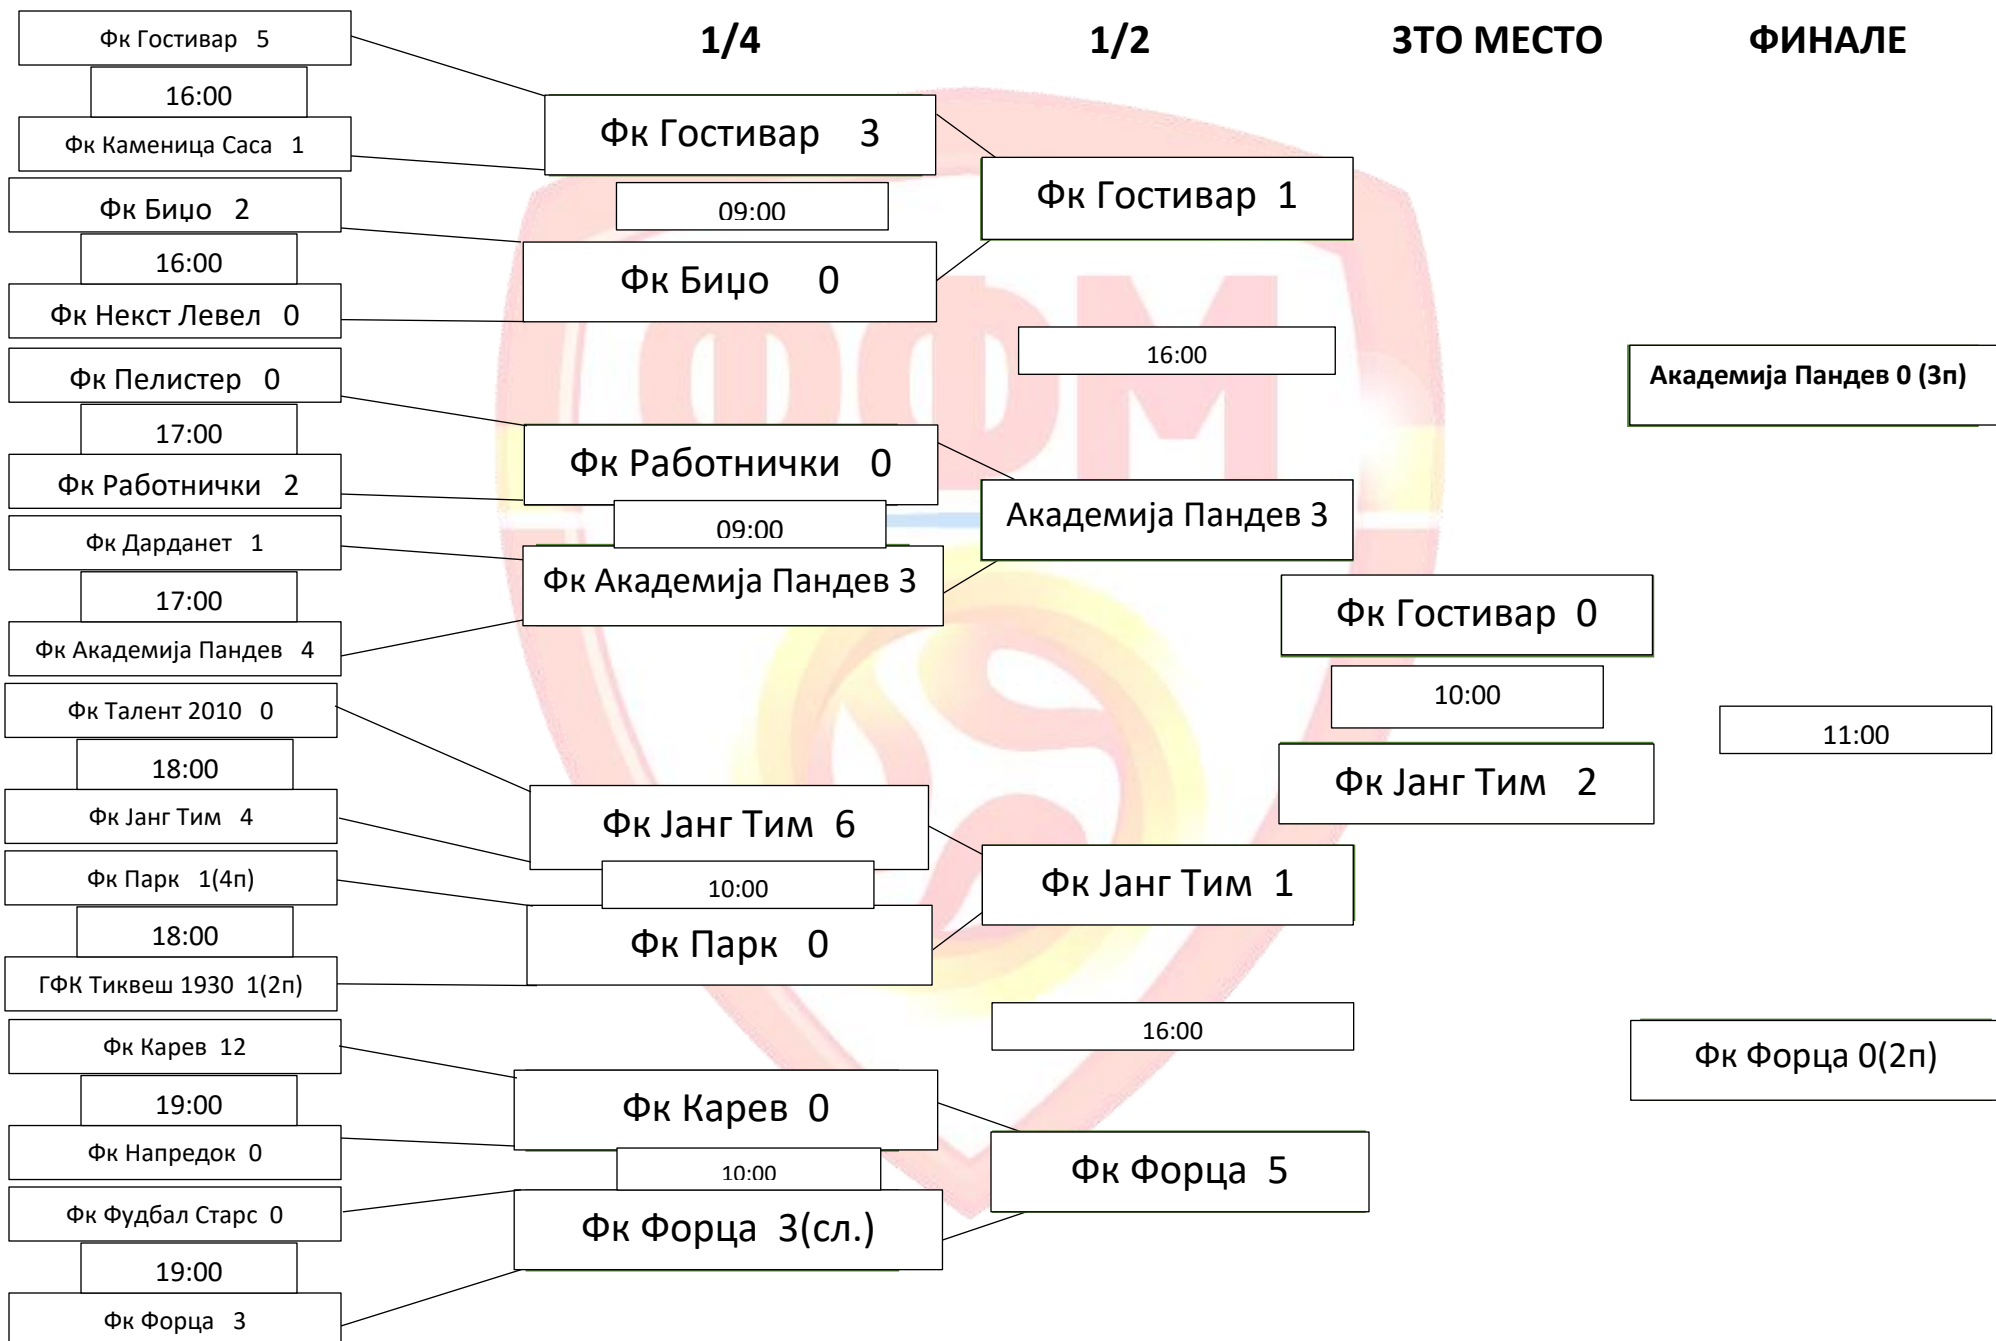 1/4
1/2
3ТО МЕСТО
ФИНАЛЕ
Фк Гостивар 5
16:00
Фк Каменица Саса 1
Фк Биџо 2
16:00
Фк Некст Левел 0
Фк Пелистер 0
17:00
Фк Работнички 2
Фк Дарданет 1
17:00
Фк Академија Пандев 4
Фк Талент 2010 0
18:00
Фк Јанг Тим 4
Фк Парк 1(4п)
18:00
ГФК Тиквеш 1930 1(2п)
Фк Карев 12
19:00
Фк Напредок 0
Фк Фудбал Старс 0
19:00
Фк Форца 3
Фк Гостивар 3
09:00
Фк Биџо 0
Фк Работнички 0
09:00
Фк Академија Пандев 3
Фк Јанг Тим 6
10:00
Фк Парк 0
Фк Карев 0
10:00
Фк Форца 3(сл.)
Фк Гостивар 1
16:00
Академија Пандев 3
Фк Јанг Тим 1
16:00
Фк Форца 5
Фк Гостивар 0
10:00
Фк Јанг Тим 2
Академија Пандев 0 (3п)
11:00
Фк Форца 0(2п)
ФФМ